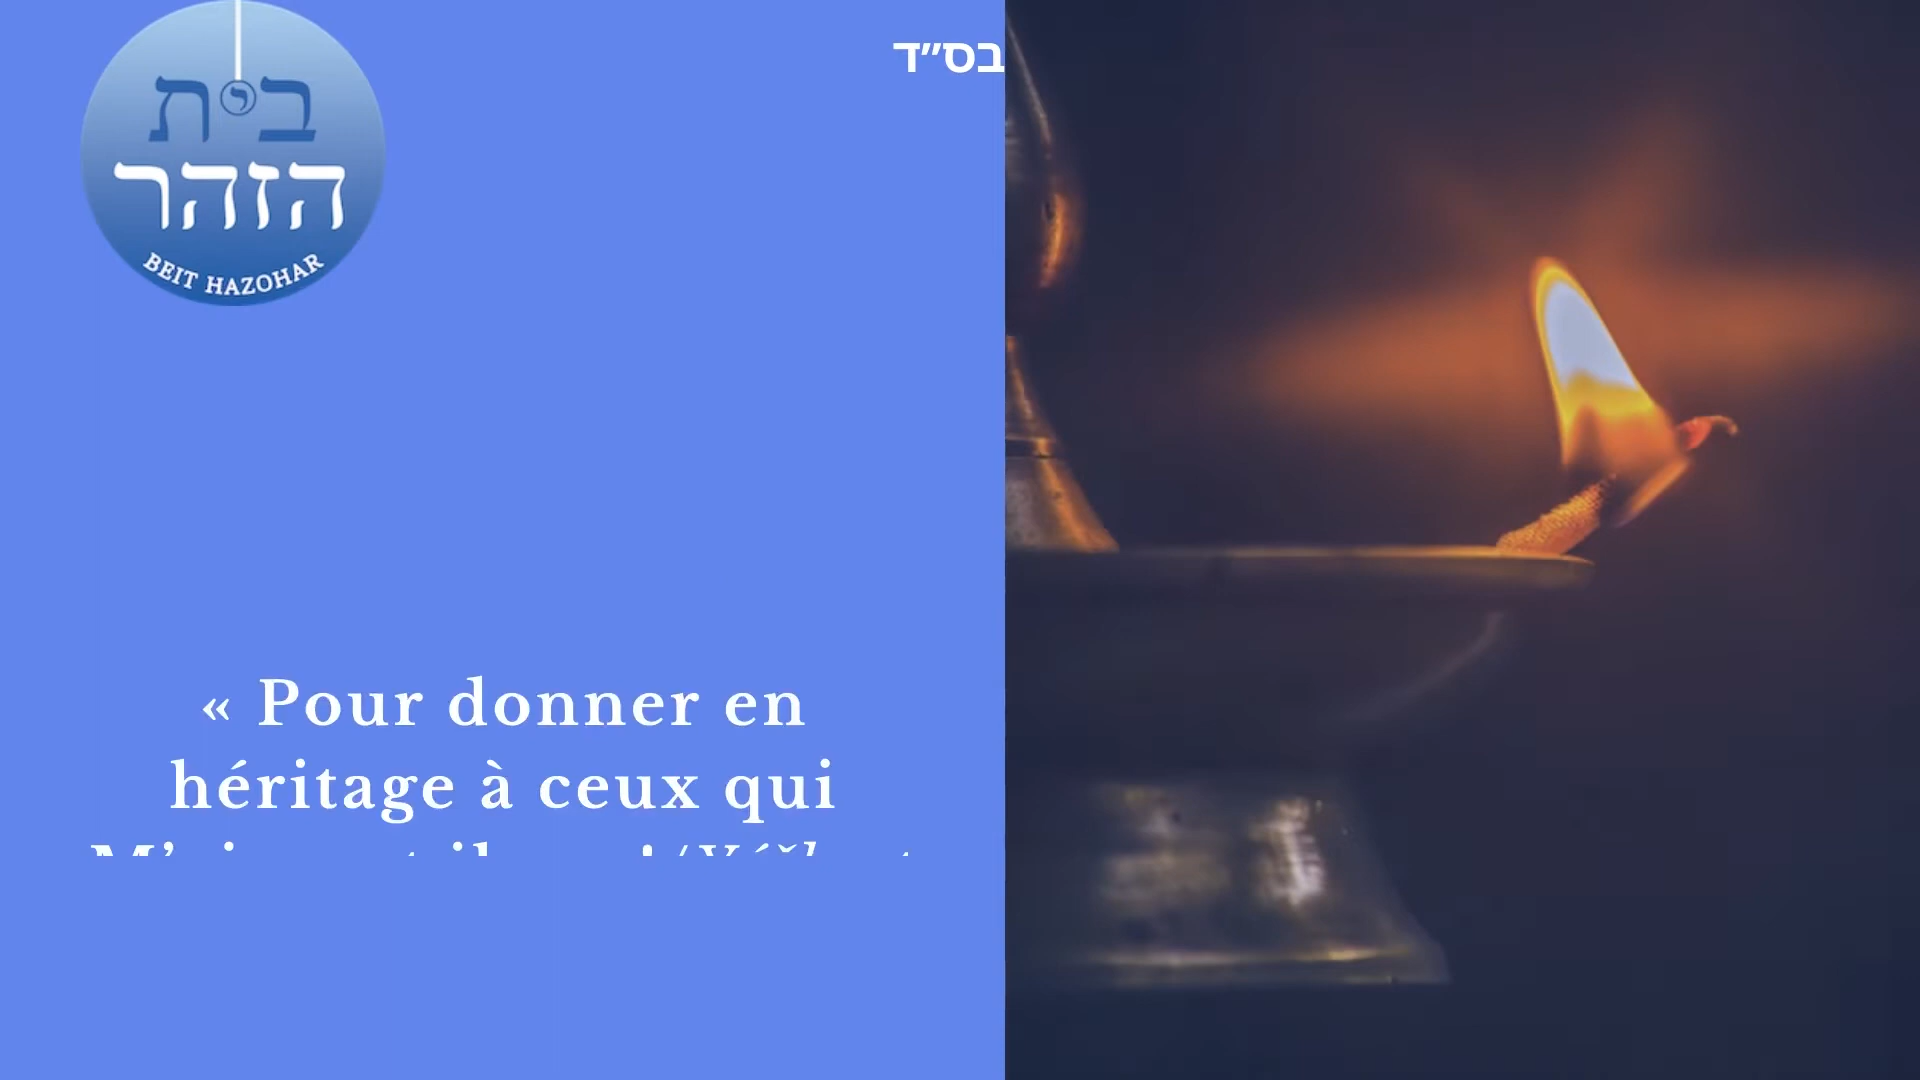 בס״ד
בית
הזהר
BEIT HAZOHAR
« Pour donner en
héritage à ceux qui